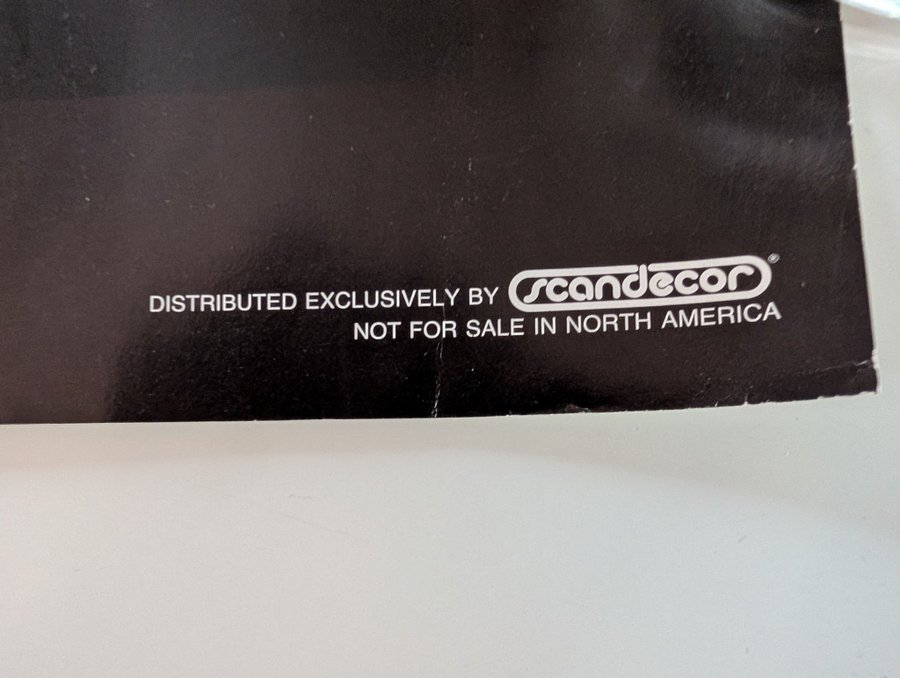 DISTRIBUTED EXCLUSIVELY BY scandecor®
NOT FOR SALE IN NORTH AMERICA